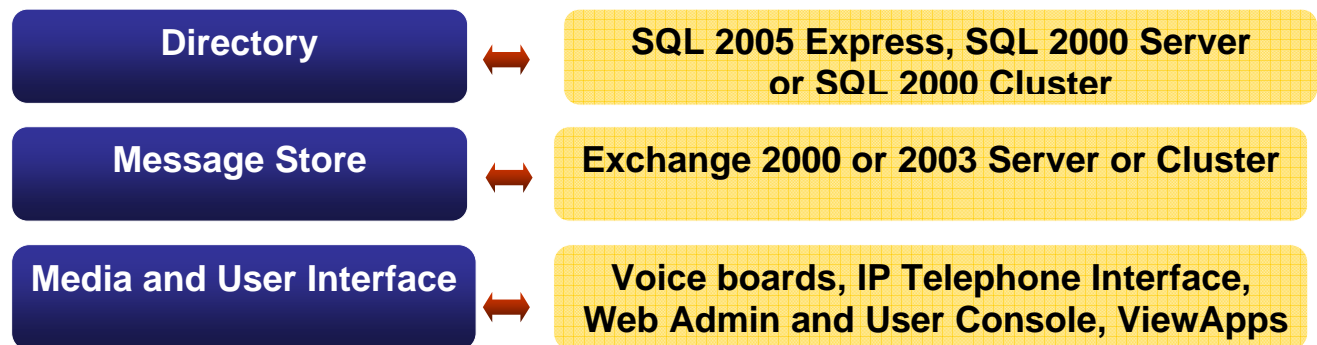 Directory
SQL 2005 Express, SQL 2000 Server
or SQL 2000 Cluster
Message Store
Exchange 2000 or 2003 Server or Cluster
Media and User Interface
Voice boards, IP Telephone Interface,
Web Admin and User Console, ViewApps